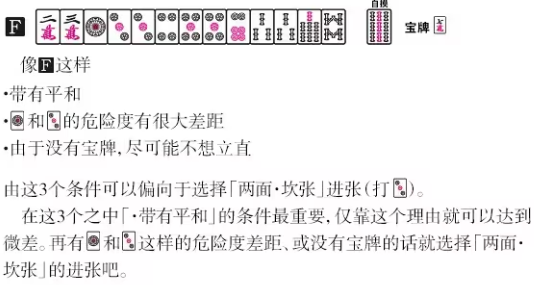 自摸
F 二萬 三萬 宝牌 七萬
像F这样
·带有平和
·和的危险度有很大差距
·由于没有宝牌，尽可能不想立直
由这3个条件可以偏向于选择「两面·坎张」进张（打）。
在这3个之中「·带有平和」的条件最重要，仅靠这个理由就可以达到
微差。再有和这样的危险度差距、或没有宝牌的话就选择「两面·
坎张」的进张吧。